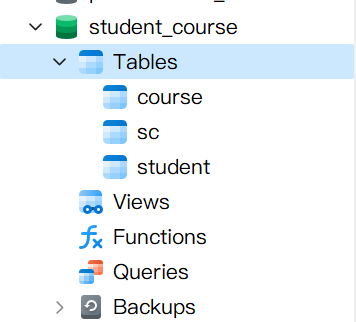 student_course
Tables
course
sc
student
Views
Functions
Queries
Backups